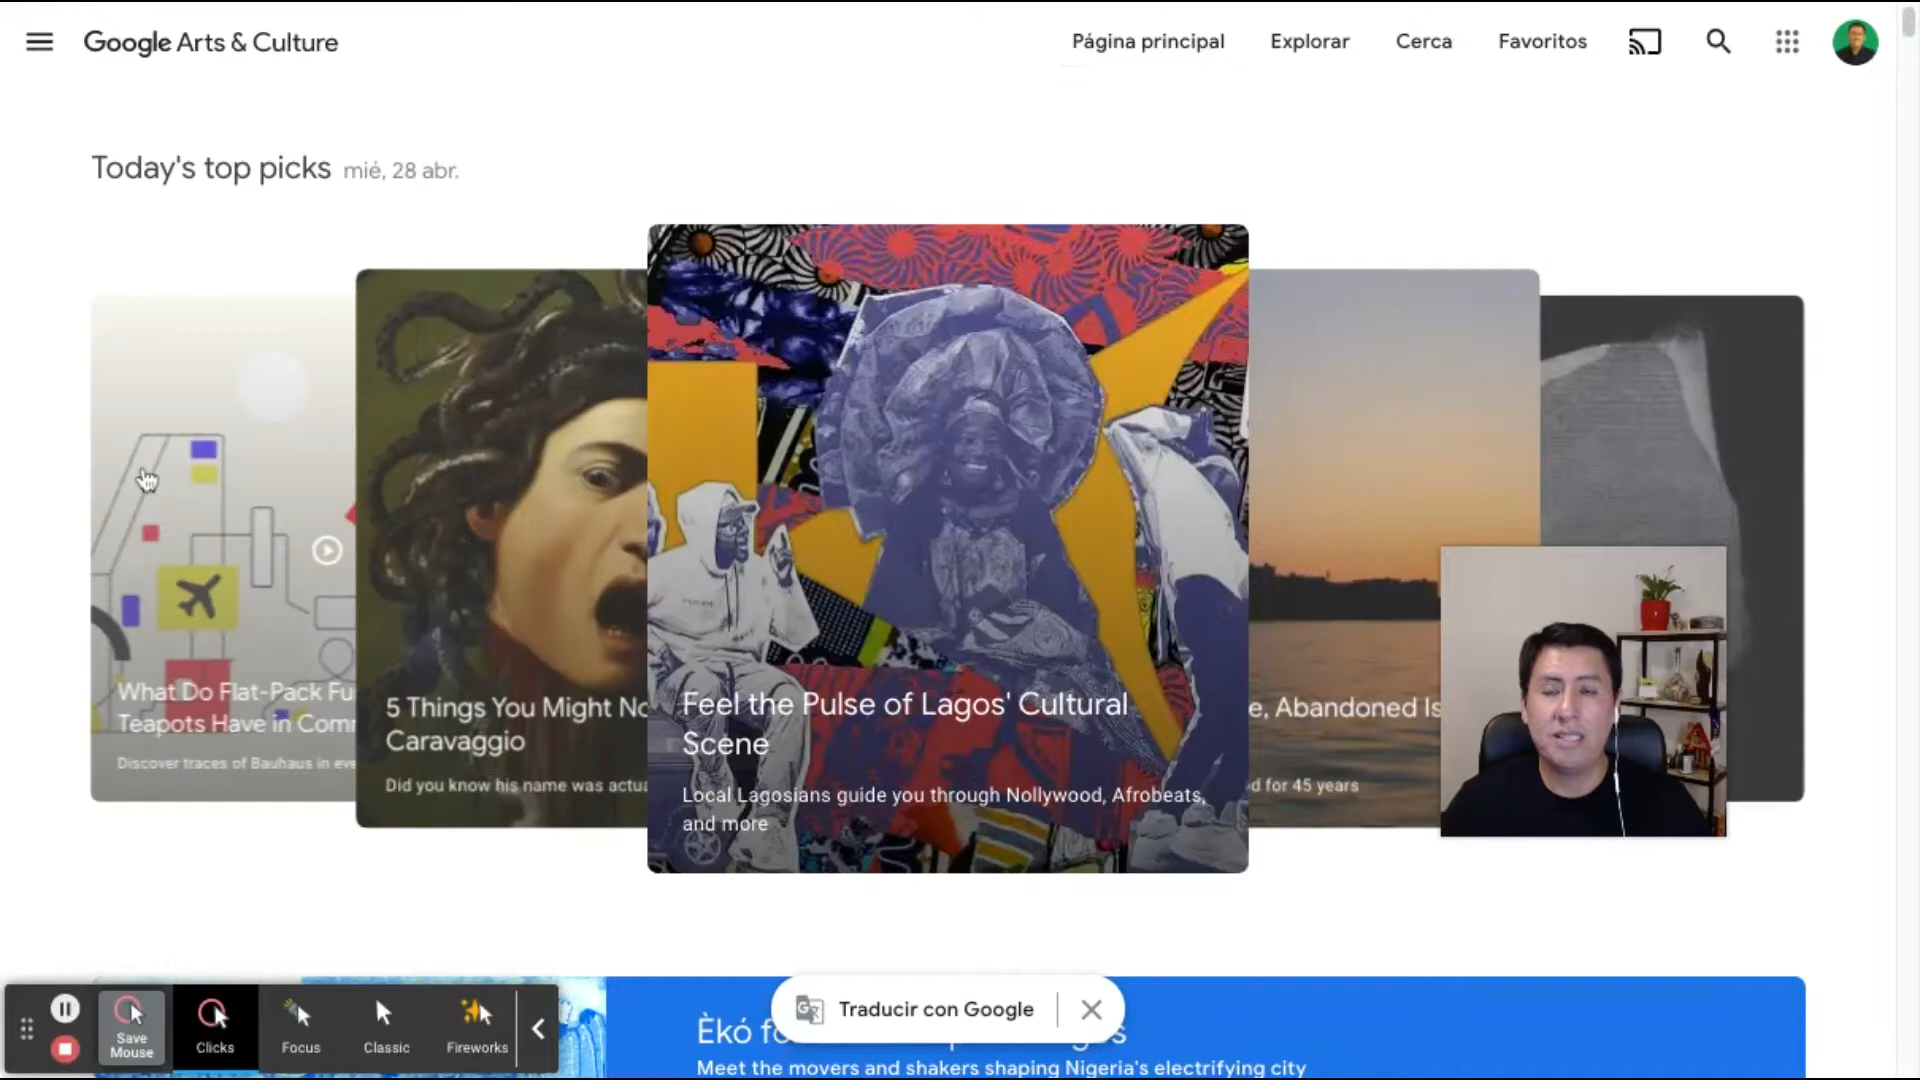 Google Arts & Culture
Página principal
Explorar
Cerca
Favoritos
Today's top picks mié, 28 abr.
What Do Flat-Pack Fu
Teapots Have in Com
Discover traces of Bauhaus in eve
5 Things You Might No
Caravaggio
Did you know his name was actua
Feel the Pulse of Lagos' Cultural
Scene
Local Lagosians guide you through Nollywood, Afrobeats,
and more
e, Abandoned Is
d for 45 years
Traducir con Google
Èkó fo
Meet the movers and shakers shaping Nigeria's electrifying city
Save
Mouse
Clicks
Focus
Classic
Fireworks